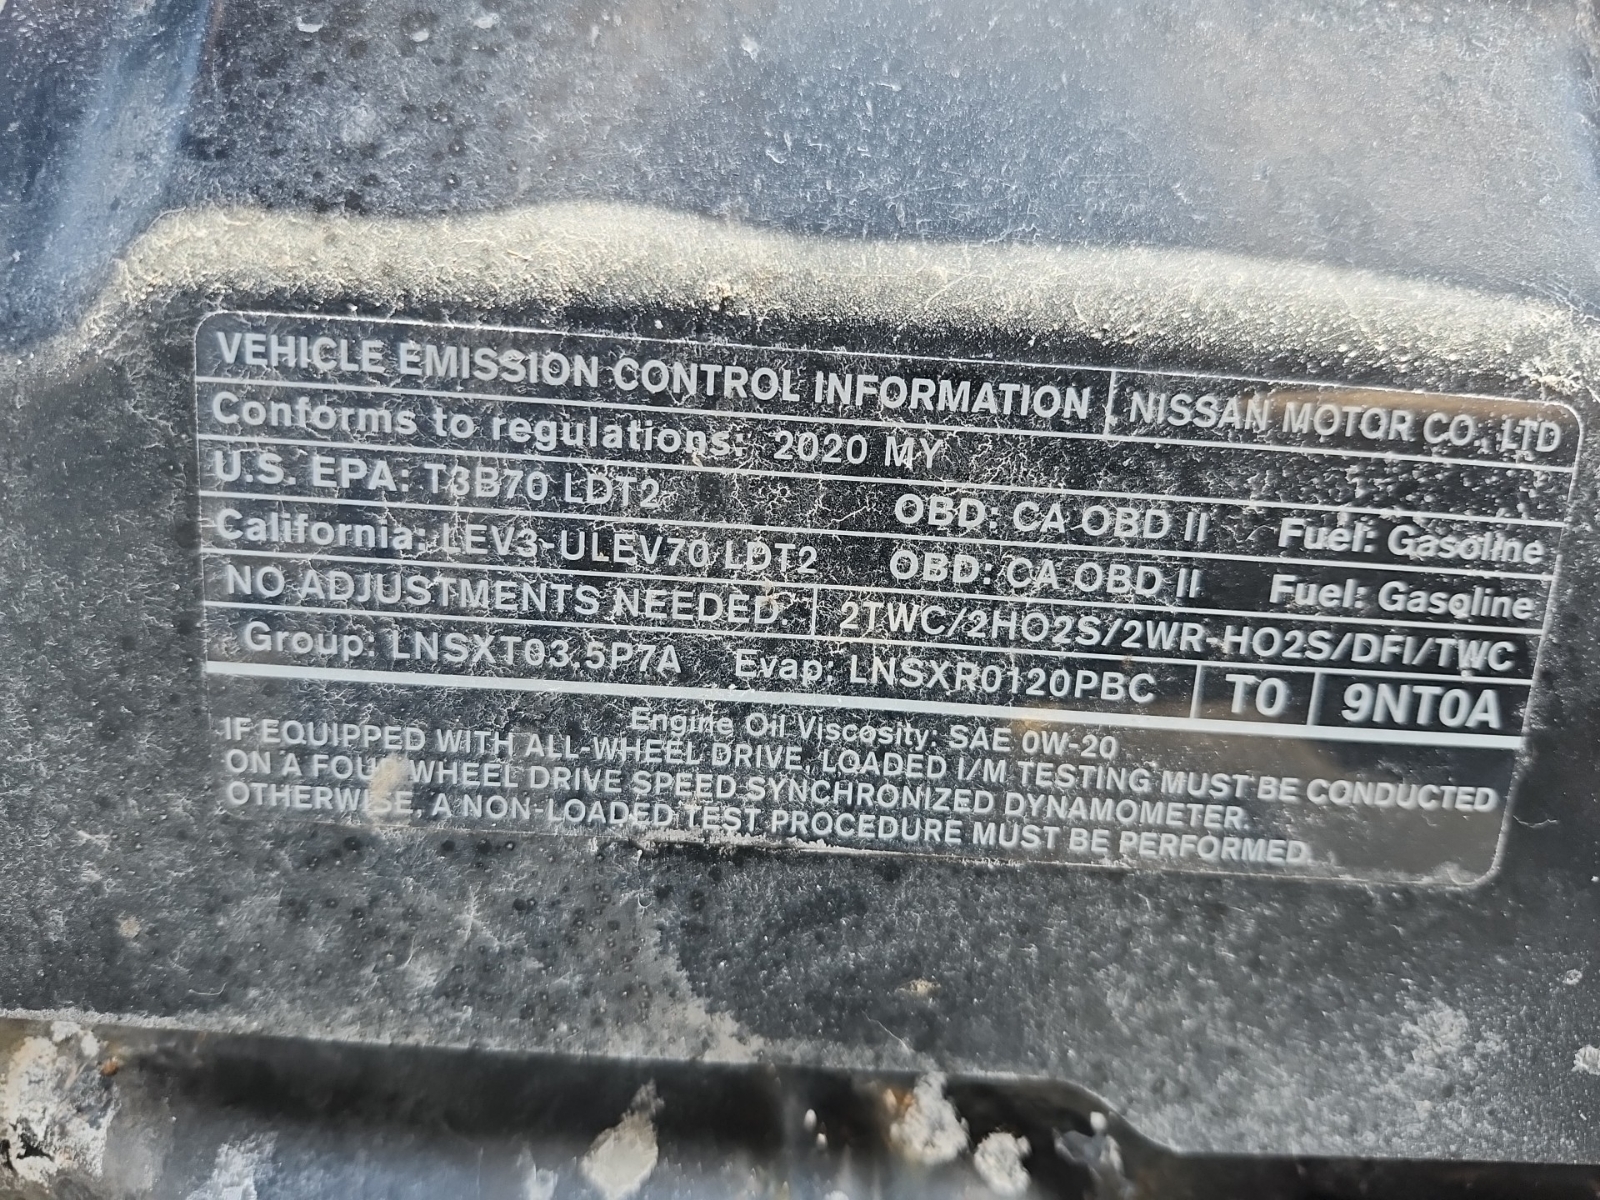 VEHICLE EMISSION CONTROL INFORMATION NISSAN MOTOR CO., LTD
Conforms to regulations: 2020 MY
U.S. EPA: T3B70 LDT2 OBD: CA OBD II Fuel: Gasoline
California: LEV3-ULEV70 LDT2 OBD: CA OBD II Fuel: Gasoline
NO ADJUSTMENTS NEEDED. 2TWC/2HO2S/2WR-HO2S/DFI/TWC
Group: LNSXT03.5P7A Evap: LNSXR0120PBC T0 9NT0A
Engine Oil Viscosity: SAE 0W-20
IF EQUIPPED WITH ALL-WHEEL DRIVE, LOADED I/M TESTING MUST BE CONDUCTED
ON A FOUR WHEEL DRIVE SPEED SYNCHRONIZED DYNAMOMETER.
OTHERWISE, A NON-LOADED TEST PROCEDURE MUST BE PERFORMED.